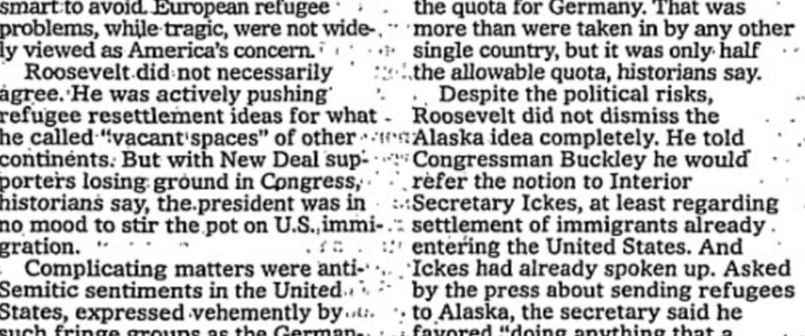 smart to avoid. European refugee
problems, while tragic, were not wide-
ly viewed as America's concern.
Roosevelt did not necessarily
agree. He was actively pushing
refugee resettlement ideas for what
he called "vacant spaces" of other
continents. But with New Deal sup-
porters losing ground in Congress,
historians say, the president was in
no mood to stir the pot on U.S. immi-
gration.
Complicating matters were anti-
Semitic sentiments in the United
States, expressed vehemently by
such fringe groups as the German-
the quota for Germany. That was
more than were taken in by any other
single country, but it was only half
the allowable quota, historians say.
Despite the political risks,
Roosevelt did not dismiss the
Alaska idea completely. He told
Congressman Buckley he would
refer the notion to Interior
Secretary Ickes, at least regarding
settlement of immigrants already
entering the United States. And
Ickes had already spoken up. Asked
by the press about sending refugees
to Alaska, the secretary said he
favored "doing anything that a